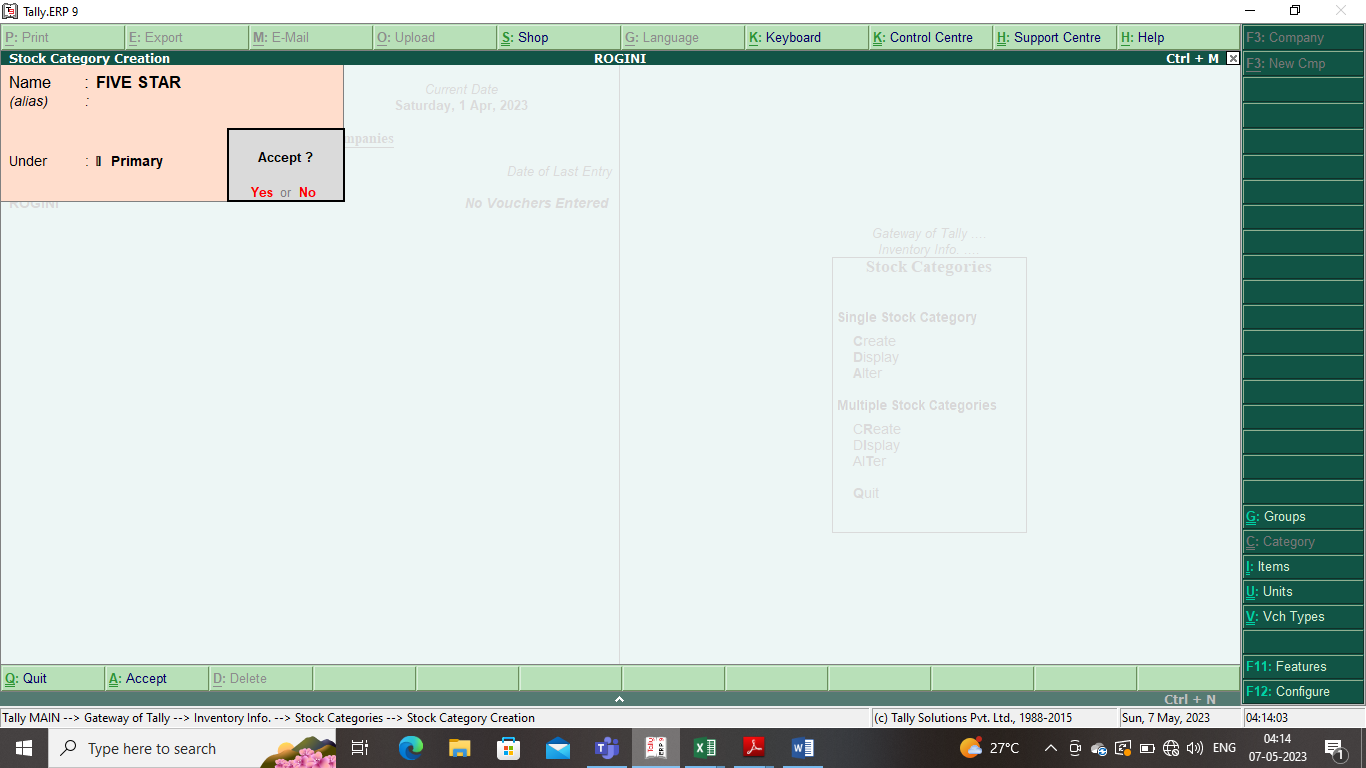 Tally.ERP 9
P: Print E: Export M: E-Mail O: Upload S: Shop G: Language K: Keyboard K: Control Centre H: Support Centre H: Help
F3: Company
F3: New Cmp
Stock Category Creation ROGINI Ctrl + M
Name : FIVE STAR
(alias) :
Under : Primary
Accept ?
Yes or No
Current Date
Saturday, 1 Apr, 2023
mpanies
Date of Last Entry
ROGINI No Vouchers Entered
Gateway of Tally ....
Inventory Info. ....
Stock Categories
Single Stock Category
Create
Display
Alter
Multiple Stock Categories
CReate
DIsplay
AlTer
Quit
G: Groups
C: Category
I: Items
U: Units
V: Vch Types
F11: Features
F12: Configure
Q: Quit A: Accept D: Delete
Ctrl + N
Tally MAIN --> Gateway of Tally --> Inventory Info. --> Stock Categories --> Stock Category Creation (c) Tally Solutions Pvt. Ltd., 1988-2015 Sun, 7 May, 2023 04:14:03
Type here to search 27°C ENG 04:14
07-05-2023
1